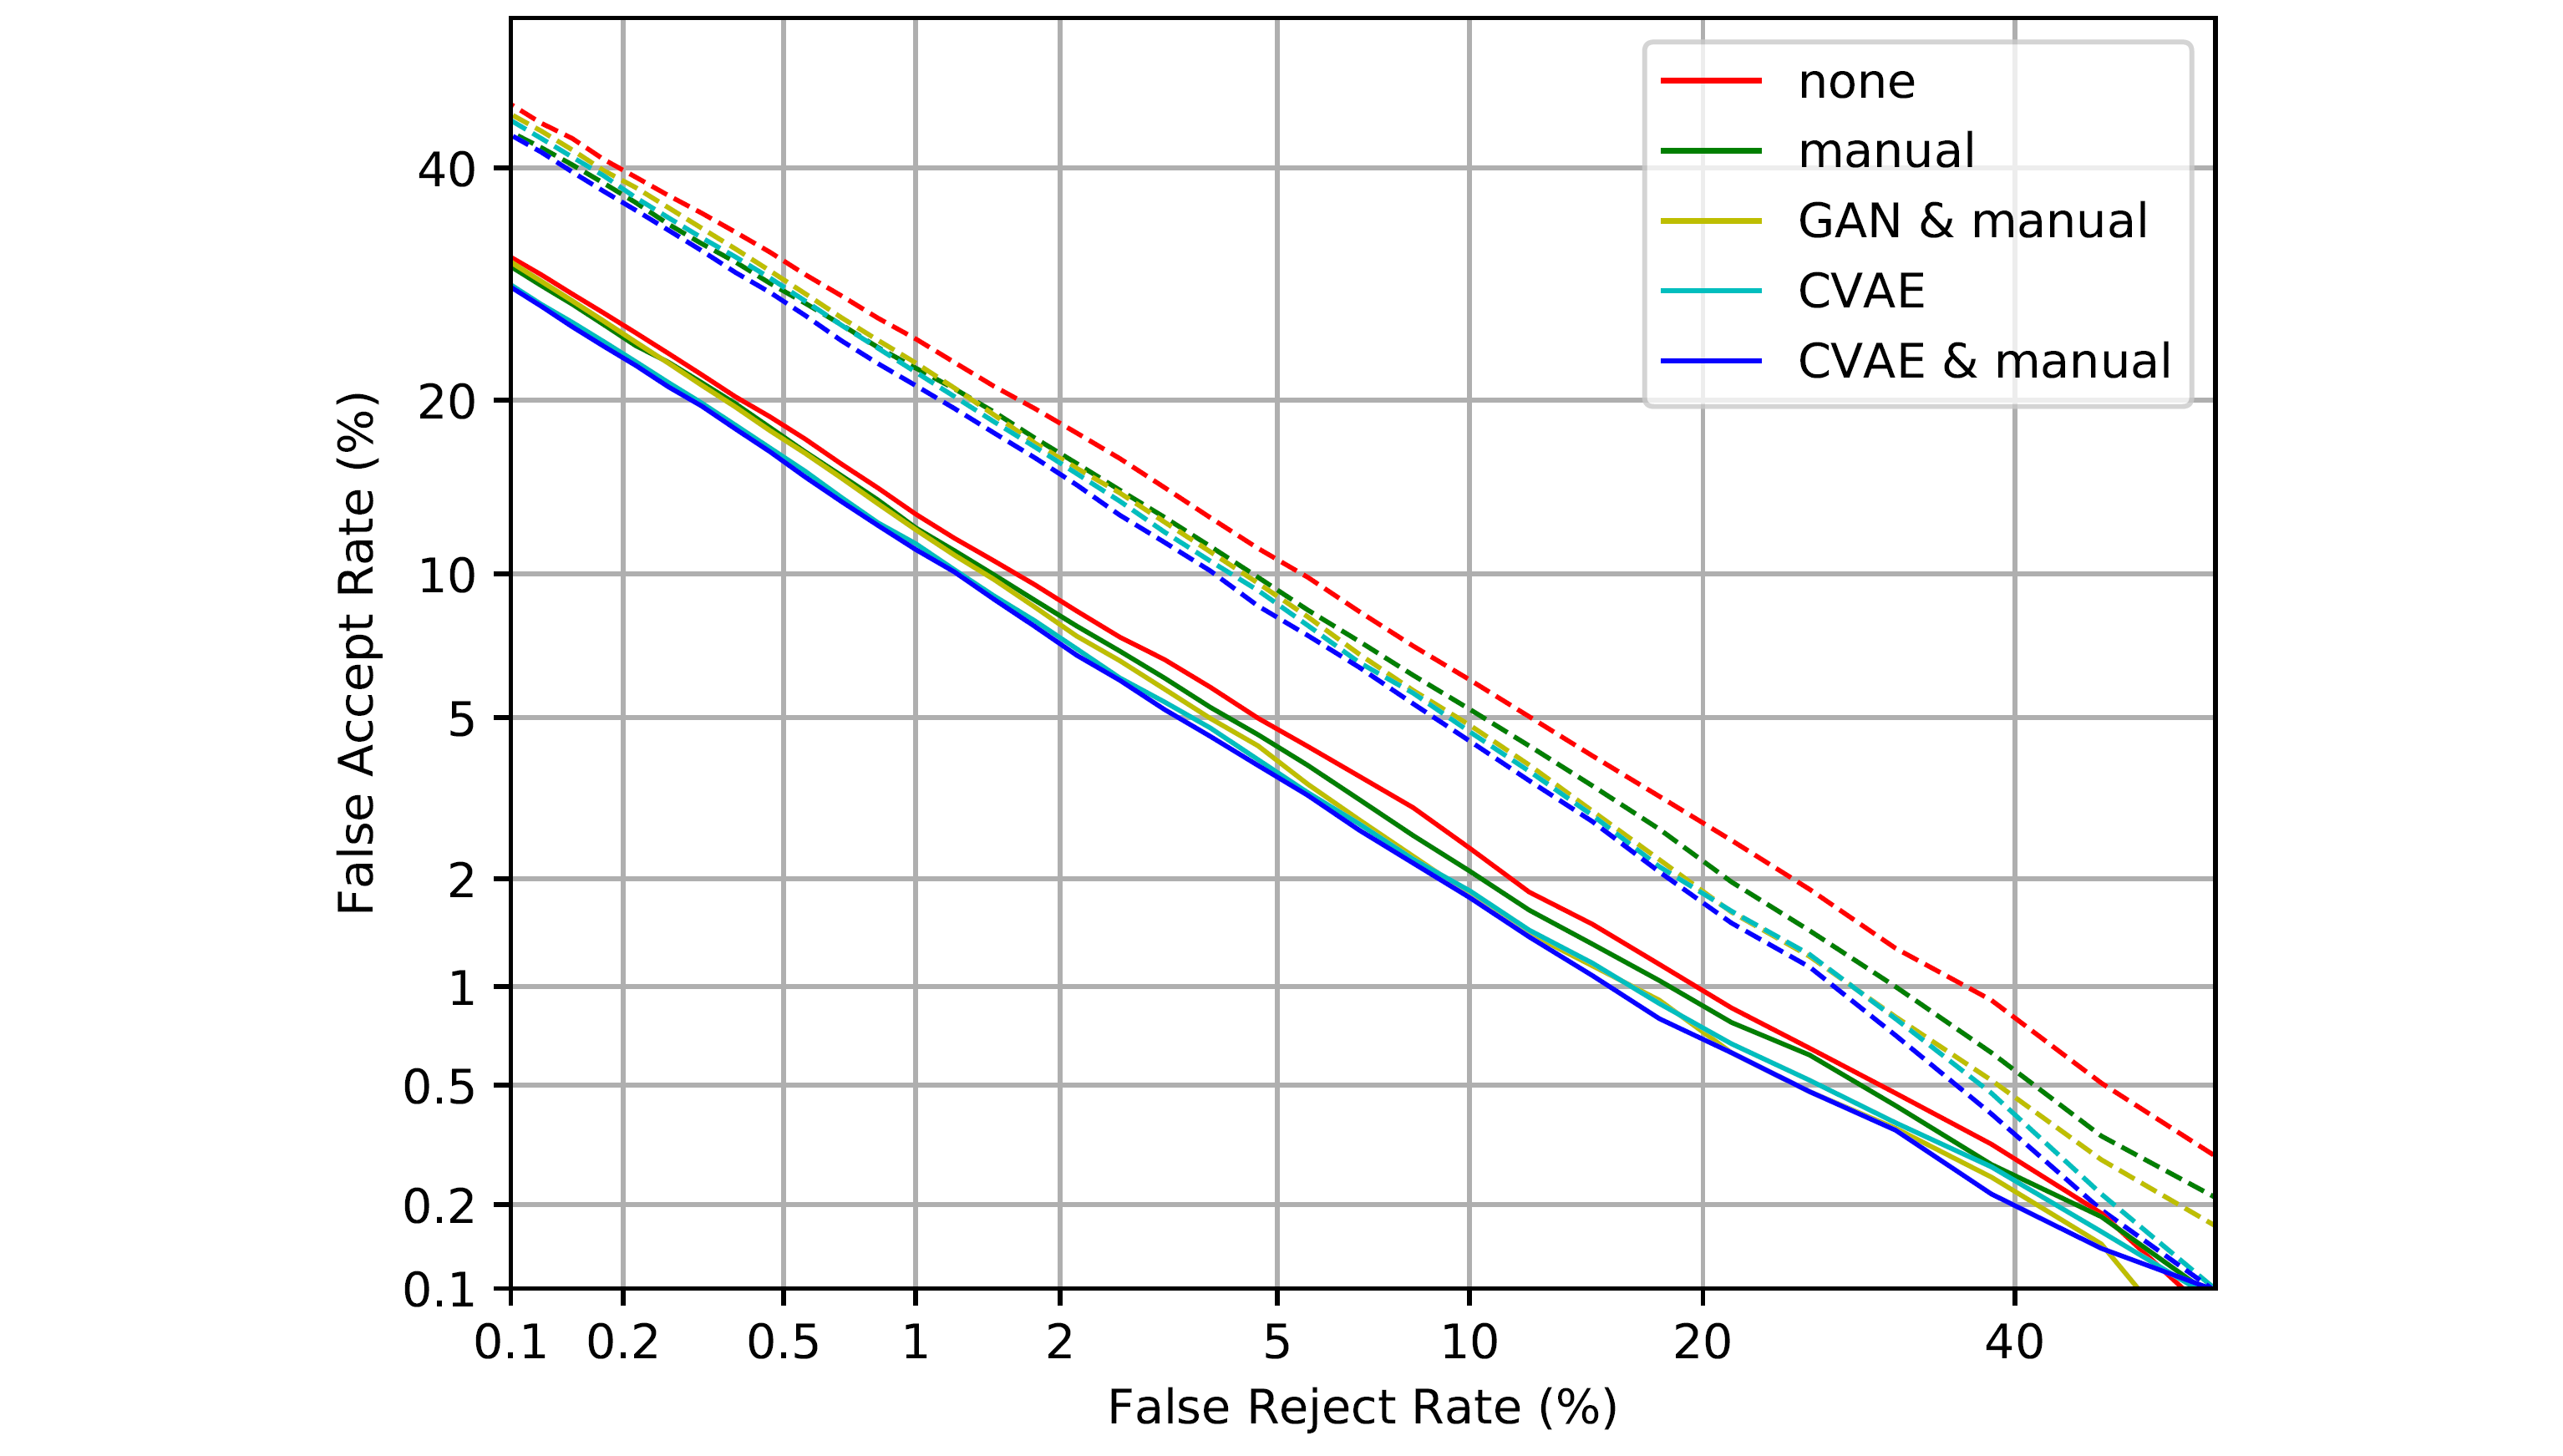 none
manual
GAN & manual
CVAE
CVAE & manual
False Accept Rate (%)
40
20
10
5
2
1
0.5
0.2
0.1
0.1 0.2 0.5 1 2 5 10 20 40
False Reject Rate (%)